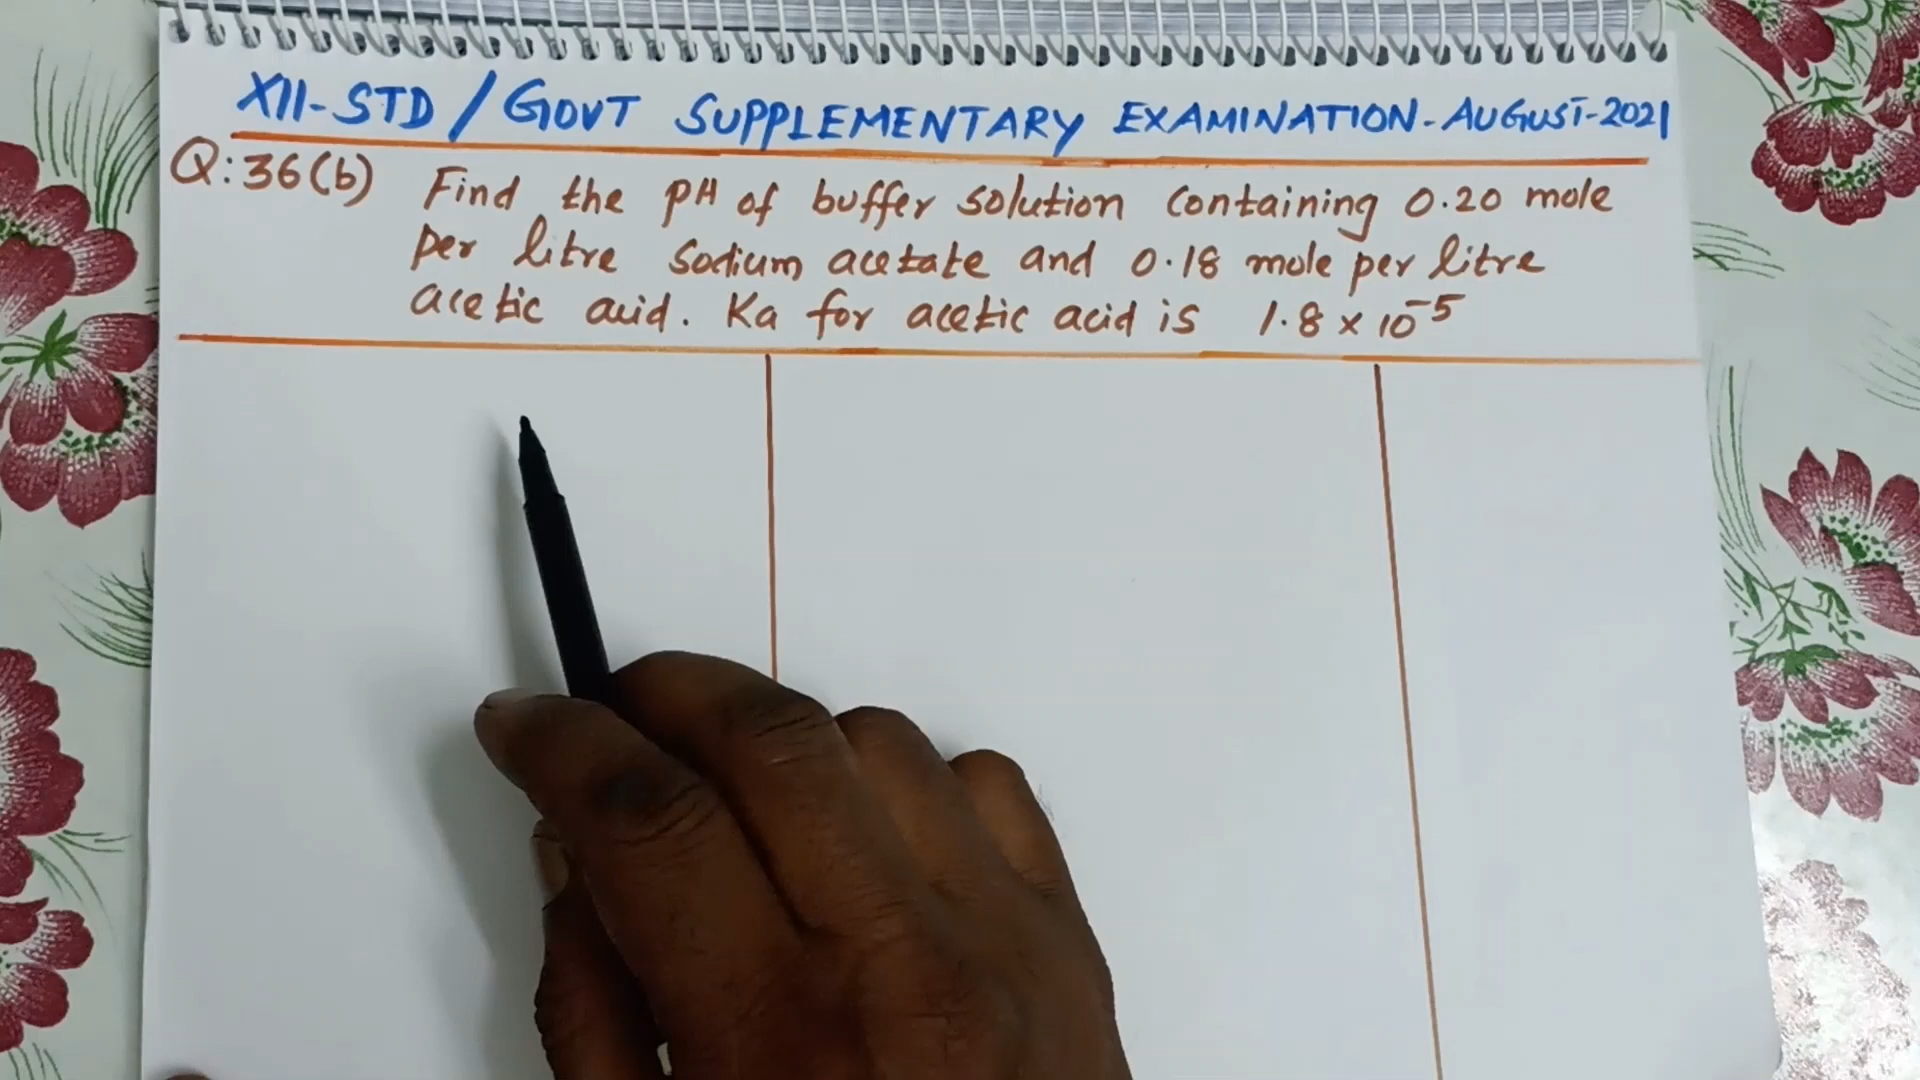 XII-STD / GOVT SUPPLEMENTARY EXAMINATION-AUGUST-2021
Q:36(b) Find the pH of buffer solution containing 0.20 mole
per litre sodium acetate and 0.18 mole per litre
acetic acid. Ka for acetic acid is 1.8 × 10⁻⁵